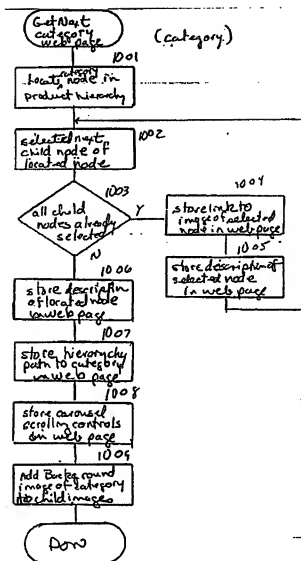 GetNext
category
web page
(category)
1001
Locate category node in
product hierarchy
1002
selected next
child node of
located node
1003
all child
nodes already
selected
Y
N
1004
store link to
image of selected
node in web page
1005
store description of
selected node
in web page
1006
store description
of located node
in web page
1007
store hierarchy
path to category
in web page
1008
store carousel
scrolling controls
in web page
1009
Add Background
image of category
to child images
Done